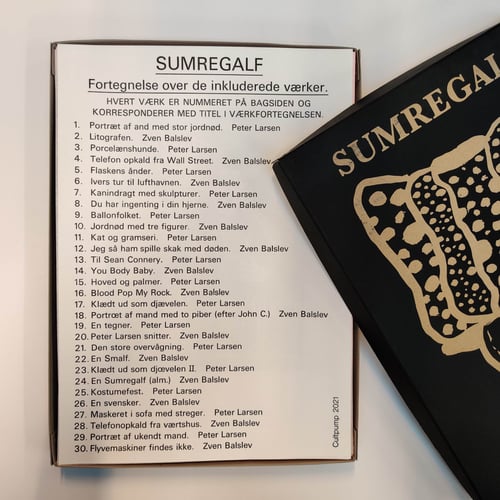 SUMREGALF
Fortegnelse over de inkluderede værker.
HVERT VÆRK ER NUMMERET PÅ BAGSIDEN OG
KORRESPONDERER MED TITEL I VÆRKFORTEGNELSEN.
1. Portræt af and med stor jordnød. Peter Larsen
2. Litografen. Zven Balslev
3. Porcelænshunde. Peter Larsen
4. Telefon opkald fra Wall Street. Zven Balslev
5. Flaskens ånder. Peter Larsen
6. Ivers tur til lufthavnen. Zven Balslev
7. Kanindragt med skulpturer. Peter Larsen
8. Du har ingenting i din hjerne. Zven Balslev
9. Ballonfolket. Peter Larsen
10. Jordnød med tre figurer. Zven Balslev
11. Kat og gramseri. Peter Larsen
12. Jeg så ham spille skak med døden. Zven Balslev
13. Til Sean Connery. Peter Larsen
14. You Body Baby. Zven Balslev
15. Hoved og palmer. Peter Larsen
16. Blood Pop My Rock. Zven Balslev
17. Klædt ud som djævelen. Peter Larsen
18. Portræt af mand med to piber (efter John C.) Zven Balslev
19. En tegner. Peter Larsen
20. Peter Larsen snitter. Zven Balslev
21. Den store overvågning. Peter Larsen
22. En Smalf. Zven Balslev
23. Klædt ud som djævelen II. Peter Larsen
24. En Sumregalf (alm.) Zven Balslev
25. Kostumefest. Peter Larsen
26. En svensker. Zven Balslev
27. Maskeret i sofa med streger. Peter Larsen
28. Telefonopkald fra værtshus. Zven Balslev
29. Portræt af ukendt mand. Peter Larsen
30. Flyvemaskiner findes ikke. Zven Balslev
Cultpump 2021
SUMREGALF